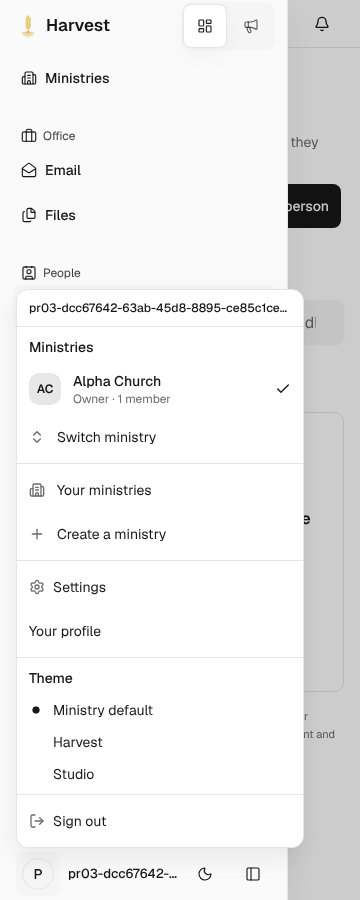 Harvest
Ministries
they
Office
Email
person
Files
People
pr03-dcc67642-63ab-45d8-8895-ce85c1ce...
Ministries
AC
Alpha Church
Owner · 1 member
Switch ministry
Your ministries
Create a ministry
Settings
Your profile
Theme
Ministry default
nt and
Harvest
Studio
Sign out
P
pr03-dcc67642-...